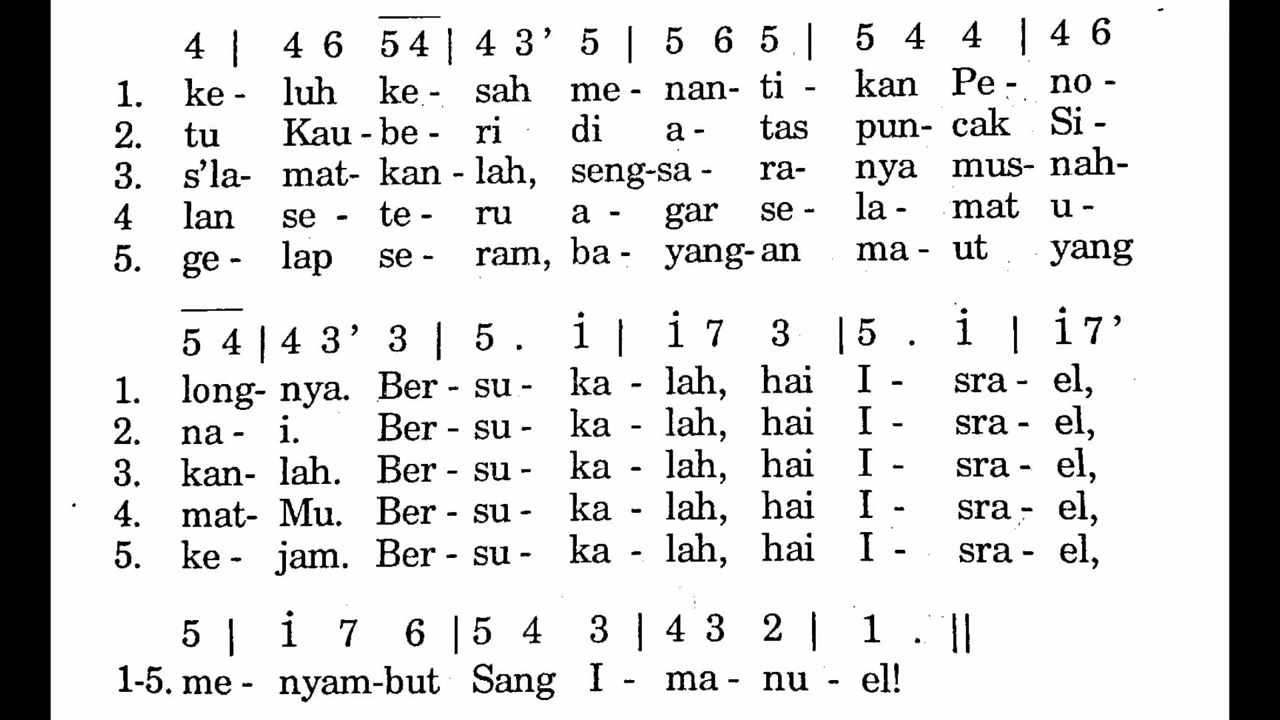 4 | 4 6 5 4 | 4 3’ 5 | 5 6 5 | 5 4 4 | 4 6
1. ke - luh ke - sah me - nan- ti - kan Pe - no -
2. tu Kau - be - ri di a - tas pun- cak Si -
3. s’la- mat- kan - lah, seng-sa - ra- nya mus- nah-
4 lan se - te - ru a - gar se - la - mat u -
5. ge - lap se - ram, ba - yang-an ma - ut yang
5 4 | 4 3’ 3 | 5 . i | i 7 3 | 5 . i | i 7’
1. long- nya. Ber - su - ka - lah, hai I - sra - el,
2. na - i. Ber - su - ka - lah, hai I - sra - el,
3. kan- lah. Ber - su - ka - lah, hai I - sra - el,
4. mat- Mu. Ber - su - ka - lah, hai I - sra - el,
5. ke - jam. Ber - su - ka - lah, hai I - sra - el,
5 | i 7 6 | 5 4 3 | 4 3 2 | 1 . ||
1-5. me - nyam-but Sang I - ma - nu - el!